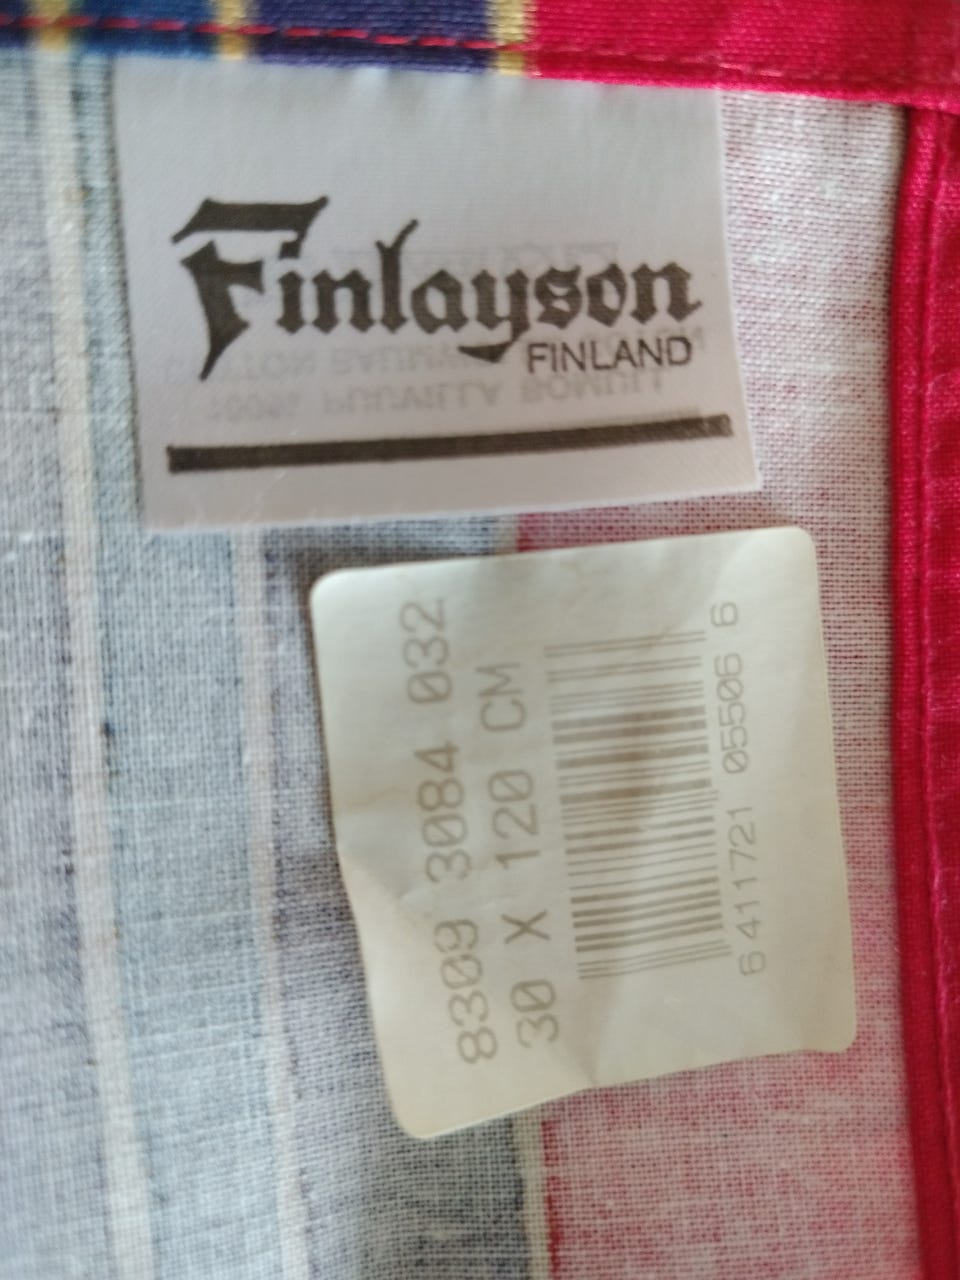 Finlayson
FINLAND
8309 3084 032
30 X 120 CM
6 411721 05506 6